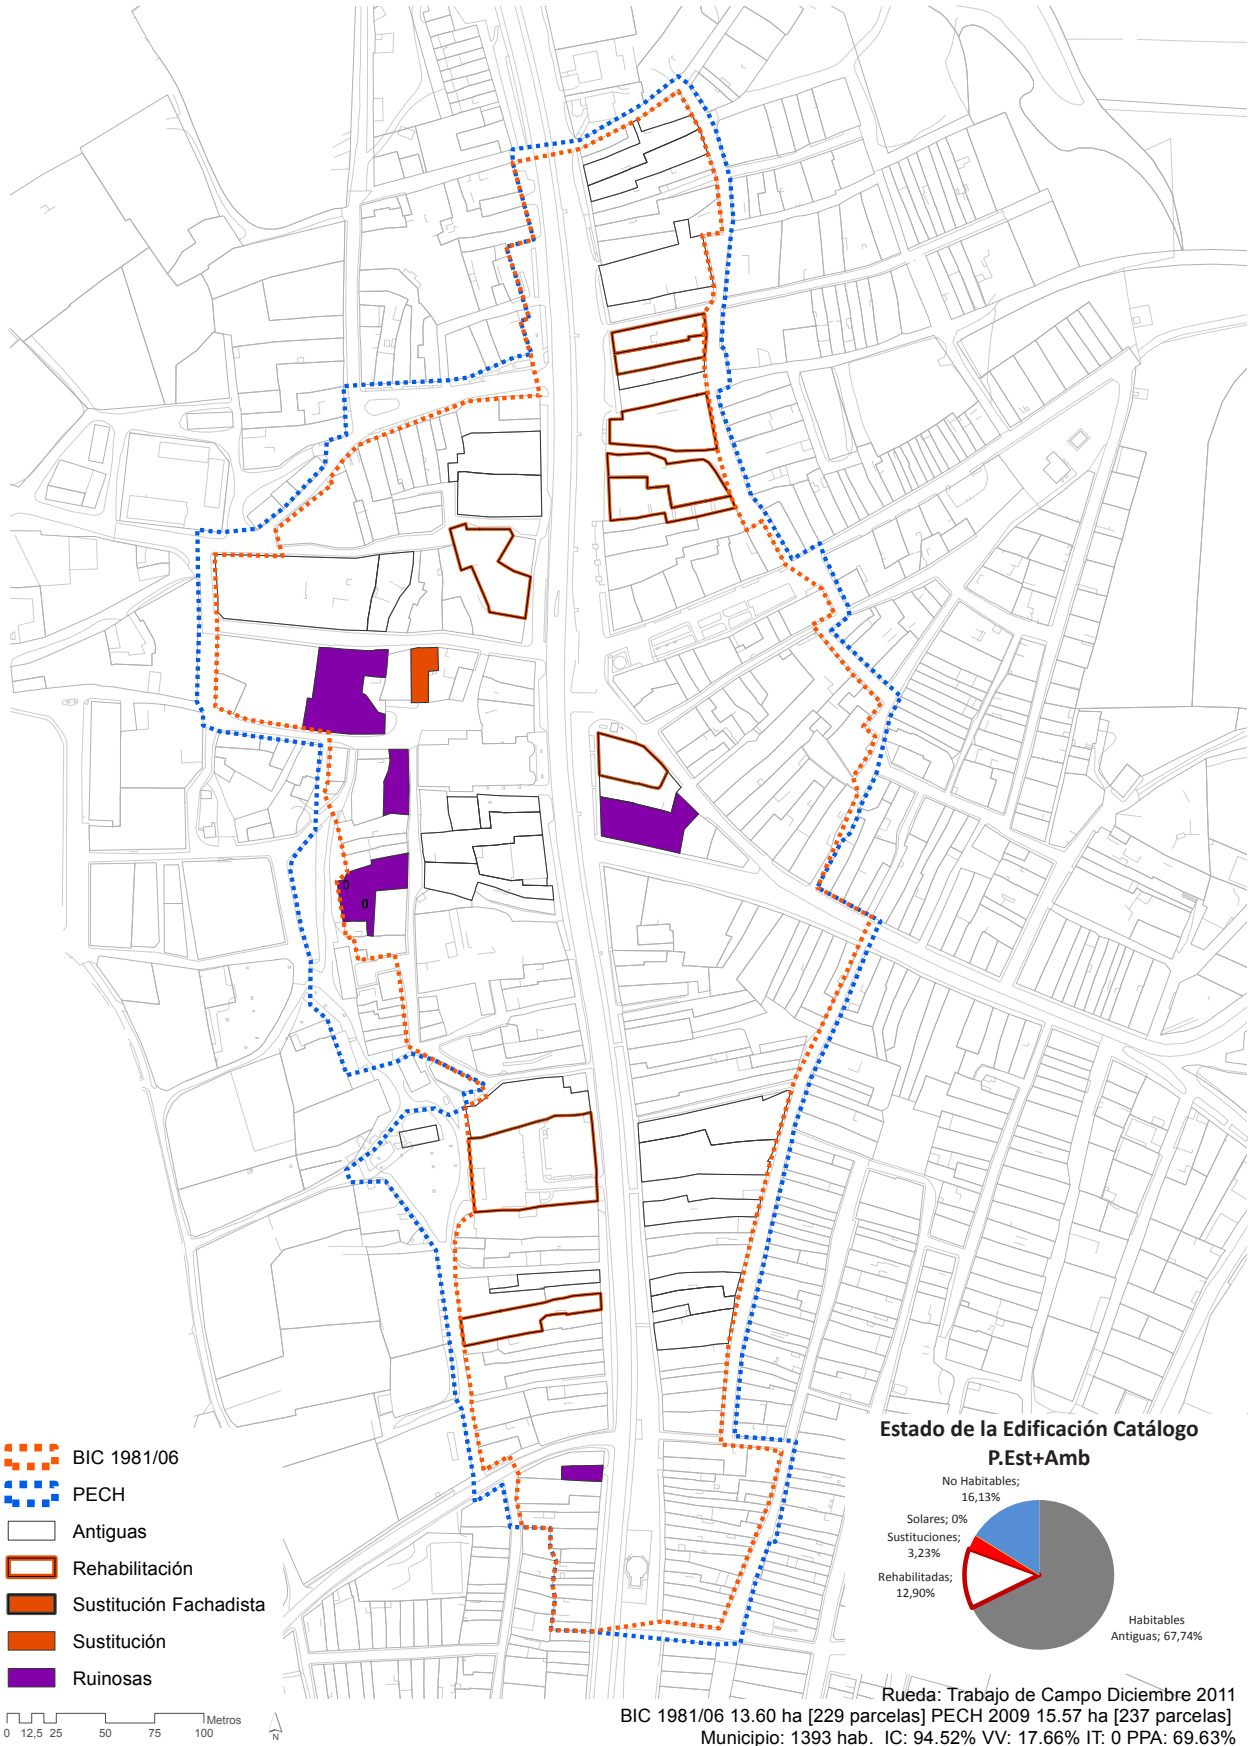 BIC 1981/06
PECH
Antiguas
Rehabilitación
Sustitución Fachadista
Sustitución
Ruinosas
Metros
0 12,5 25 50 75 100
N
0
0
Estado de la Edificación Catálogo
P.Est+Amb
No Habitables;
16,13%
Solares; 0%
Sustituciones;
3,23%
Rehabilitadas;
12,90%
Habitables
Antiguas; 67,74%
Rueda: Trabajo de Campo Diciembre 2011
BIC 1981/06 13.60 ha [229 parcelas] PECH 2009 15.57 ha [237 parcelas]
Municipio: 1393 hab. IC: 94.52% VV: 17.66% IT: 0 PPA: 69.63%